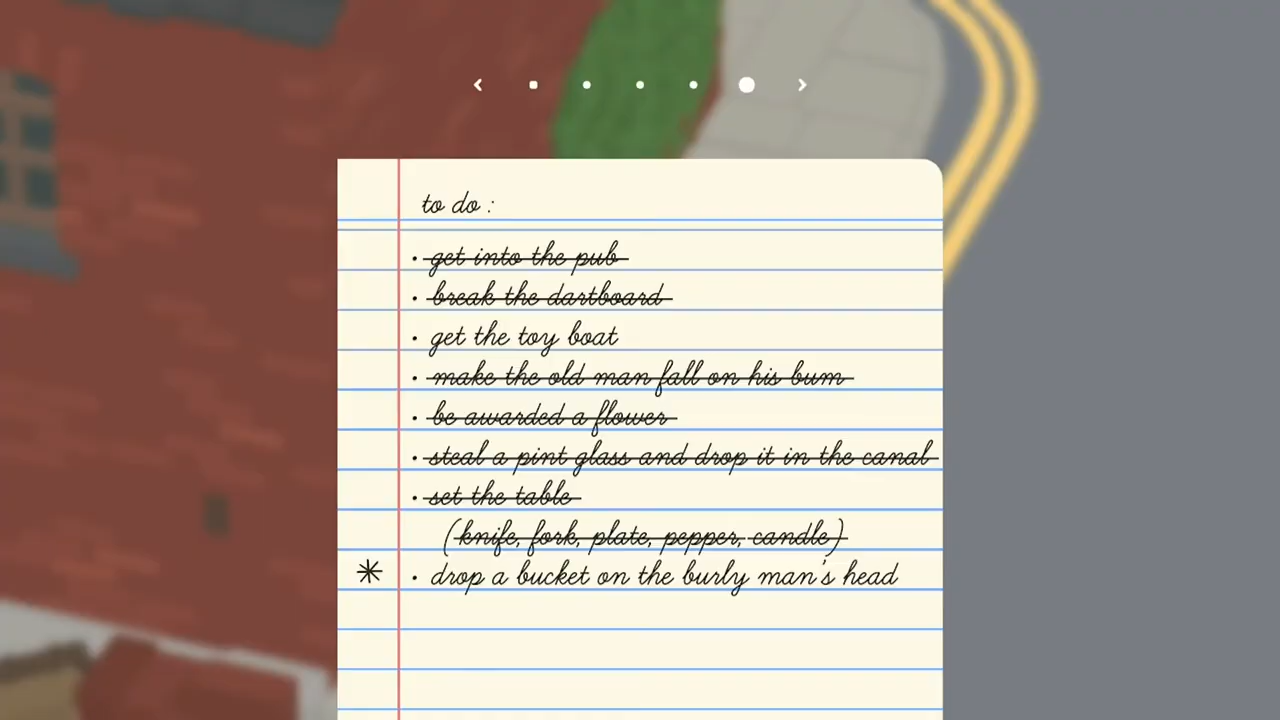 to do :
• get into the pub
• break the dartboard
• get the toy boat
• make the old man fall on his bum
• be awarded a flower
• steal a pint glass and drop it in the canal
• set the table
(knife, fork, plate, pepper, candle)
* • drop a bucket on the burly man's head